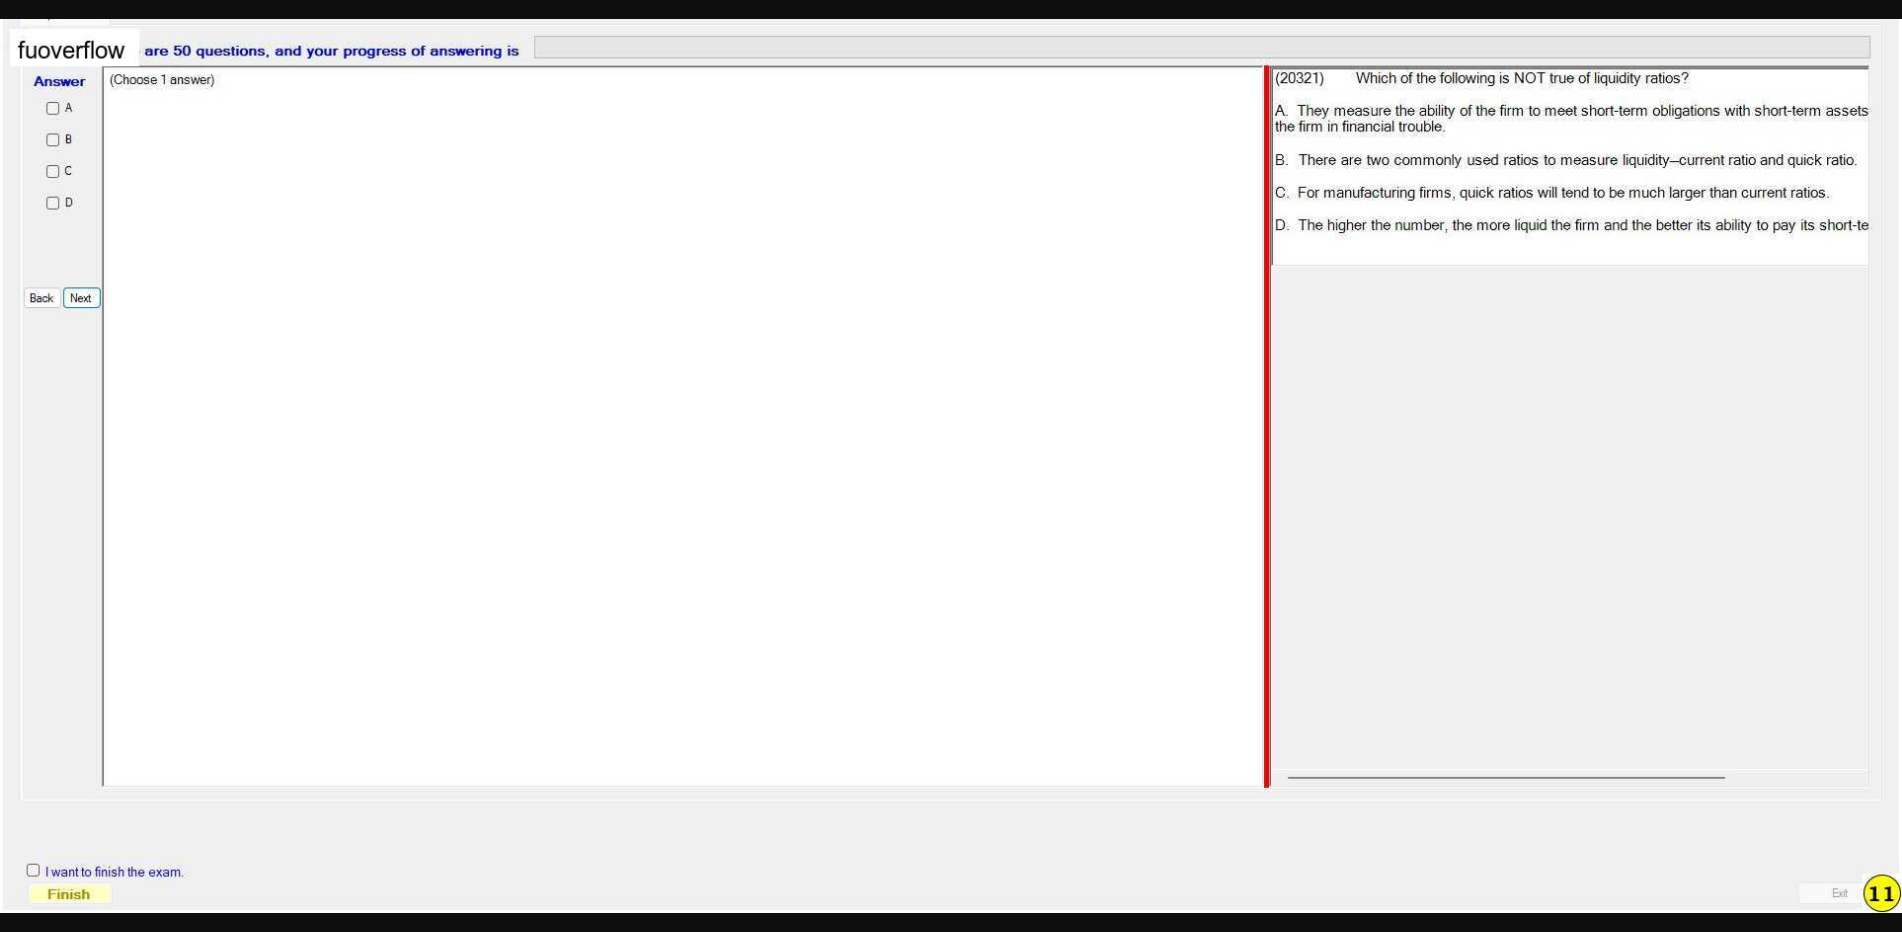 fuoverflow are 50 questions, and your progress of answering is
Answer
(Choose 1 answer)
A
B
C
D
Back Next
(20321) Which of the following is NOT true of liquidity ratios?
A. They measure the ability of the firm to meet short-term obligations with short-term assets
the firm in financial trouble.
B. There are two commonly used ratios to measure liquidity—current ratio and quick ratio.
C. For manufacturing firms, quick ratios will tend to be much larger than current ratios.
D. The higher the number, the more liquid the firm and the better its ability to pay its short-te
I want to finish the exam.
Finish
Exit
11